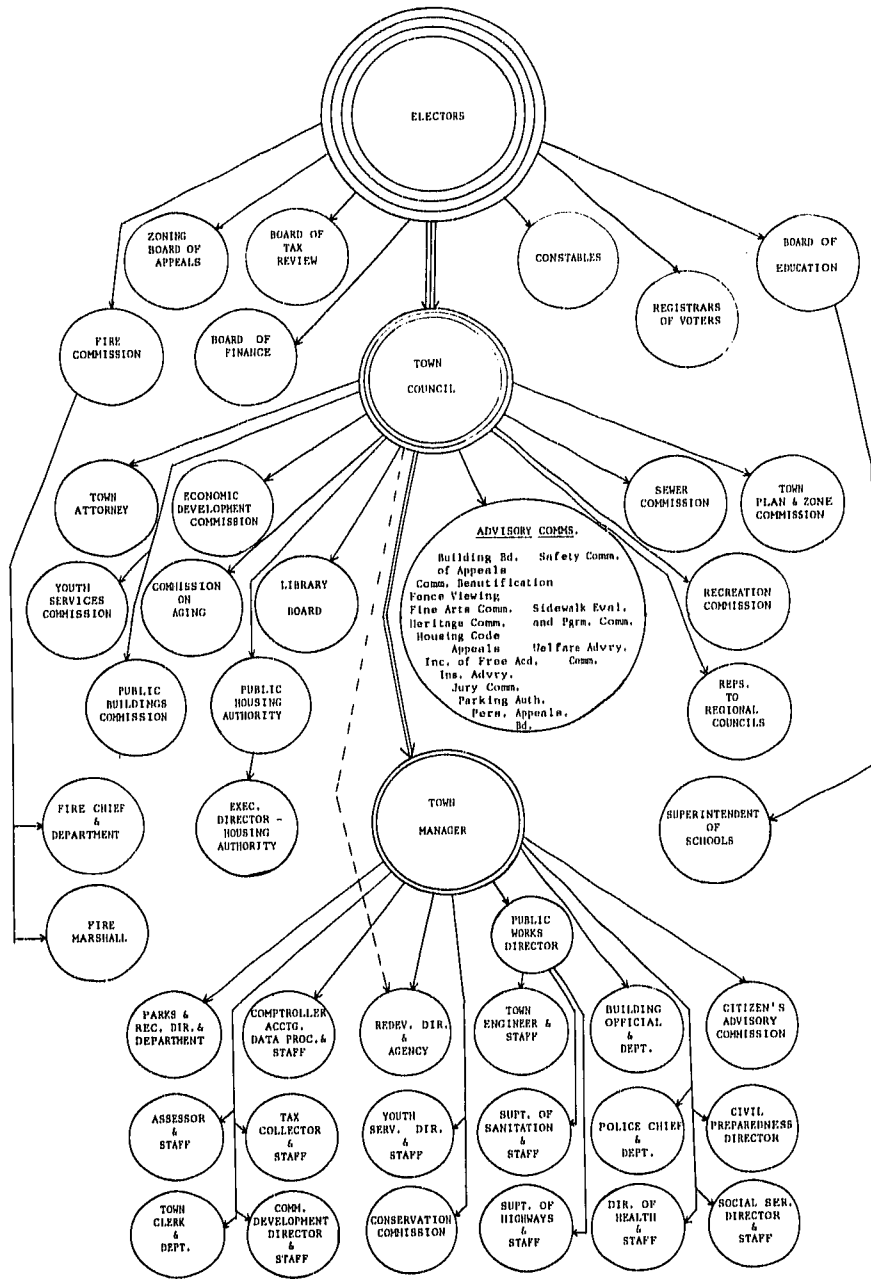 ELECTORS
ZONING
BOARD OF
APPEALS
BOARD OF
TAX
REVIEW
CONSTABLES
BOARD OF
EDUCATION
FIRE
COMMISSION
BOARD OF
FINANCE
REGISTRARS
OF VOTERS
TOWN
COUNCIL
TOWN
ATTORNEY
ECONOMIC
DEVELOPMENT
COMMISSION
SEWER
COMMISSION
TOWN
PLAN & ZONE
COMMISSION
YOUTH
SERVICES
COMMISSION
COMMISSION
ON
AGING
LIBRARY
BOARD
ADVISORY COMMS.
Building Bd. Safety Comm.
of Appeals
Comm. Beautification
Fence Viewing
Fine Arts Comm. Sidewalk Eval.
Heritage Comm. and Pgrm. Comm.
Housing Code
Appeals Welfare Advry.
Inc. of Free Acd. Comm.
Ins. Advry.
Jury Comm.
Parking Auth.
Pers. Appeals.
Bd.
RECREATION
COMMISSION
PUBLIC
BUILDINGS
COMMISSION
PUBLIC
HOUSING
AUTHORITY
REPS.
TO
REGIONAL
COUNCILS
FIRE CHIEF
&
DEPARTMENT
EXEC.
DIRECTOR -
HOUSING
AUTHORITY
TOWN
MANAGER
SUPERINTENDENT
OF
SCHOOLS
FIRE
MARSHALL
PUBLIC
WORKS
DIRECTOR
PARKS &
REC. DIR.&
DEPARTMENT
COMPTROLLER
ACCTG.
DATA PROC.&
STAFF
REDEV. DIR.
&
AGENCY
TOWN
ENGINEER &
STAFF
BUILDING
OFFICIAL
&
DEPT.
CITIZEN'S
ADVISORY
COMMISSION
ASSESSOR
&
STAFF
TAX
COLLECTOR
&
STAFF
YOUTH
SERV. DIR.
&
STAFF
SUPT. OF
SANITATION
&
STAFF
POLICE CHIEF
&
DEPT.
CIVIL
PREPAREDNESS
DIRECTOR
TOWN
CLERK
&
DEPT.
COMM.
DEVELOPMENT
DIRECTOR
&
STAFF
CONSERVATION
COMMISSION
SUPT. OF
HIGHWAYS
&
STAFF
DIR. OF
HEALTH
&
STAFF
SOCIAL SER.
DIRECTOR
&
STAFF